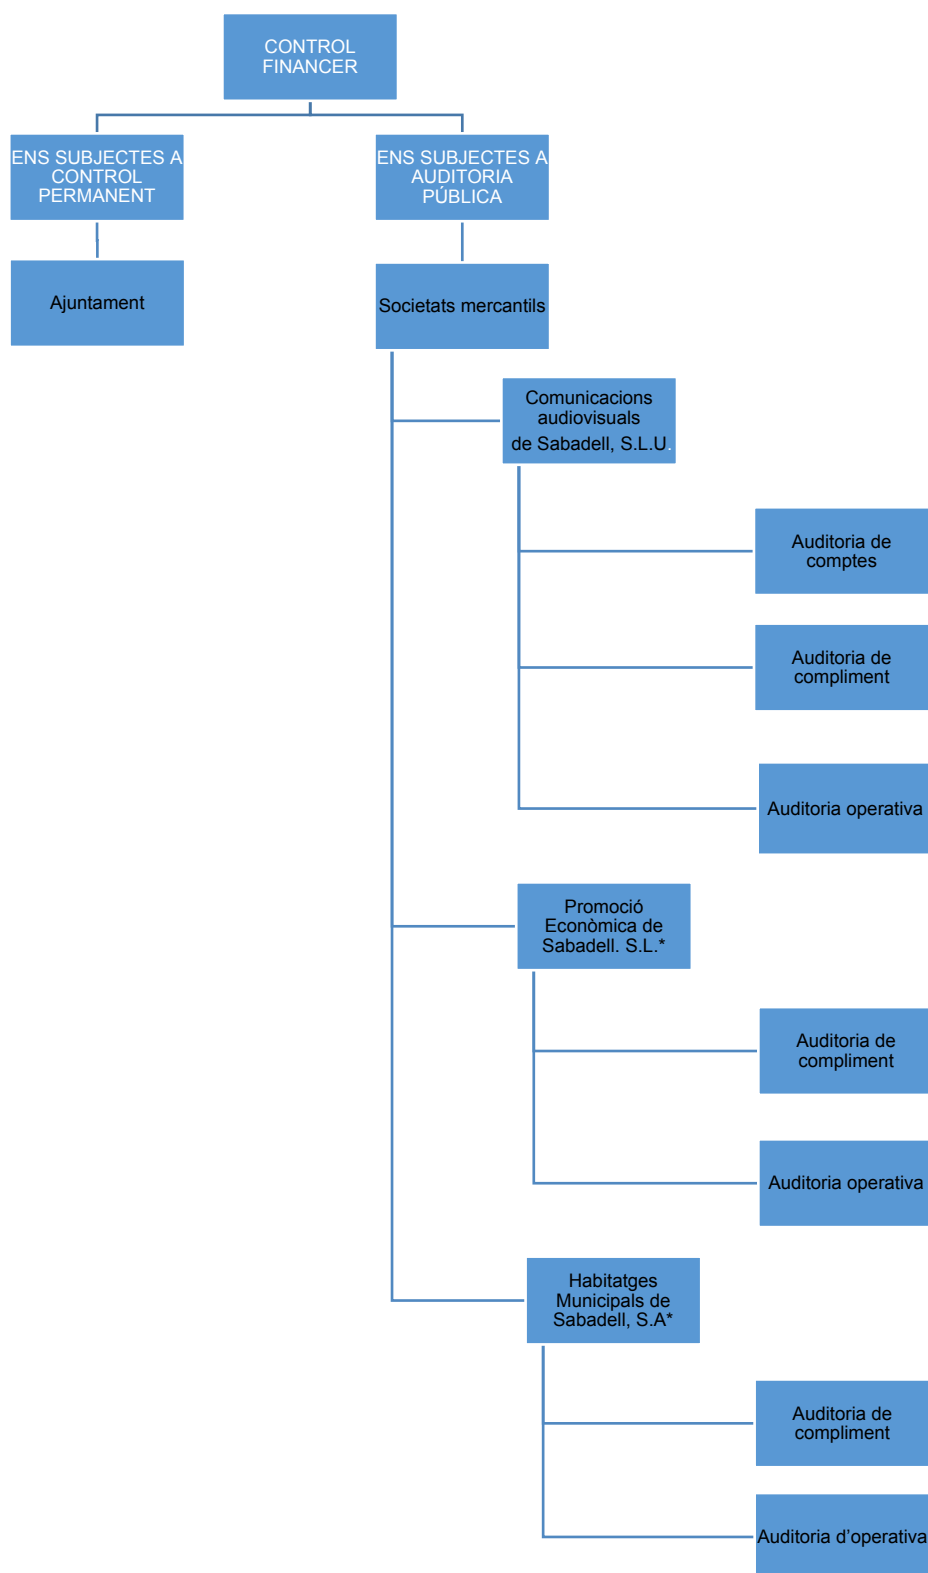 CONTROL
FINANCER
ENS SUBJECTES A
CONTROL
PERMANENT
ENS SUBJECTES A
AUDITORIA
PÚBLICA
Ajuntament
Societats mercantils
Comunicacions
audiovisuals
de Sabadell, S.L.U.
Auditoria de
comptes
Auditoria de
compliment
Auditoria operativa
Promoció
Econòmica de
Sabadell. S.L.*
Auditoria de
compliment
Auditoria operativa
Habitatges
Municipals de
Sabadell, S.A*
Auditoria de
compliment
Auditoria d’operativa